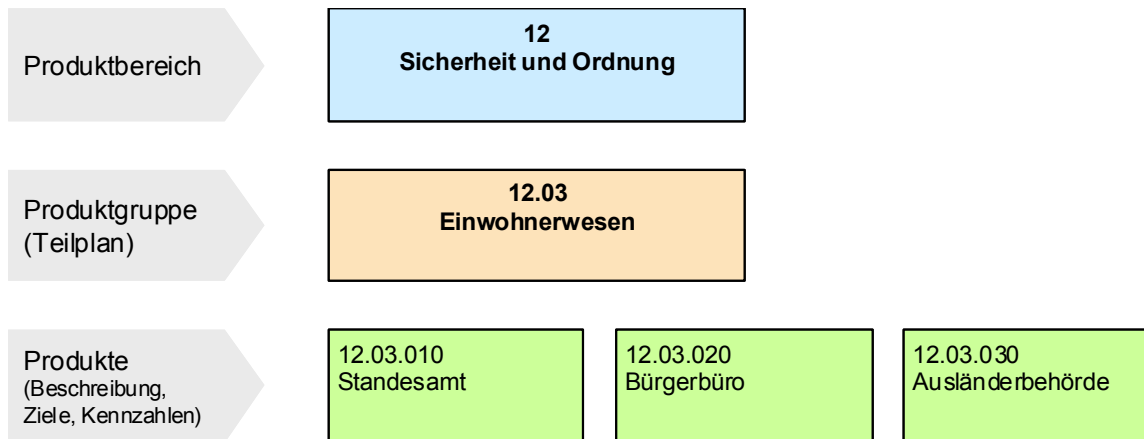 Produktbereich
12
Sicherheit und Ordnung
Produktgruppe
(Teilplan)
12.03
Einwohnerwesen
Produkte
(Beschreibung,
Ziele, Kennzahlen)
12.03.010
Standesamt
12.03.020
Bürgerbüro
12.03.030
Ausländerbehörde